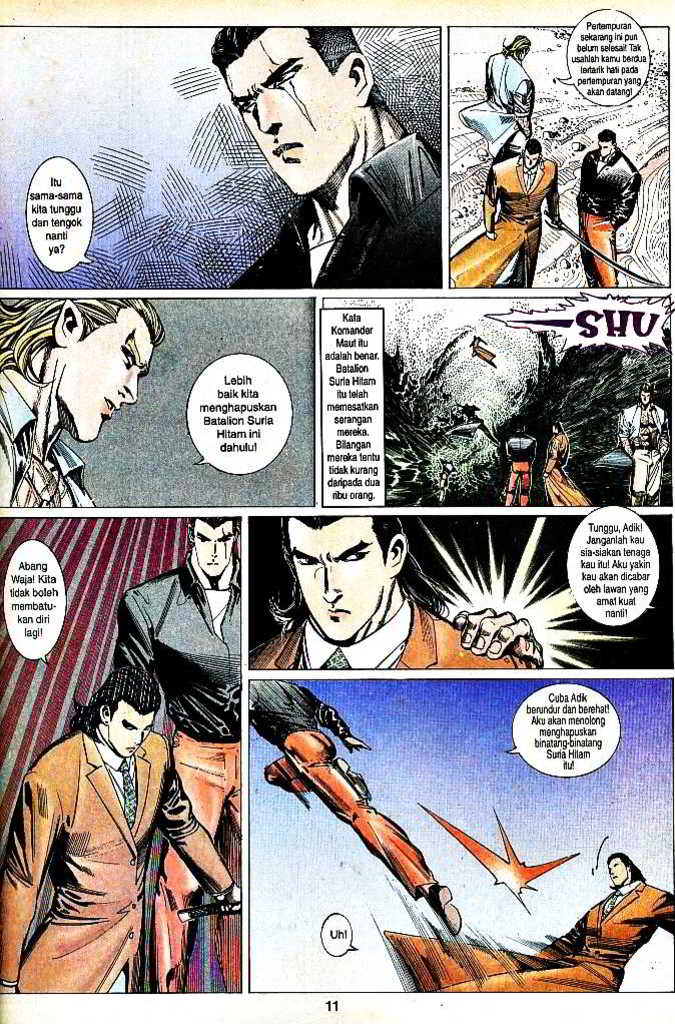 Itu
sama-sama
kita tunggu
dan tengok
nanti
ya?
Pertempuran
sekarang ini pun
belum selesai! Tak
usahlah kamu berdua
tertarik hati pada
pertempuran yang
akan datang!
Lebih
baik kita
menghapuskan
Batalion Suria
Hitam ini
dahulu!
Kata
Komander
Maut itu
adalah benar.
Batalion
Suria Hitam
itu telah
memesatkan
serangan
mereka.
Bilangan
mereka tentu
tidak kurang
daripada dua
ribu orang.
SHU
Abang
Waja! Kita
tidak boleh
membatu-
kan diri
lagi!
Tunggu, Adik!
Janganlah kau
sia-siakan tenaga
kau itu! Aku yakin
kau akan dicabar
oleh lawan yang
amat kuat
nanti!
Cuba Adik
berundur dan berehat!
Aku akan menolong
menghapuskan
binatang-binatang
Suria Hitam
itu!
Uh!
11